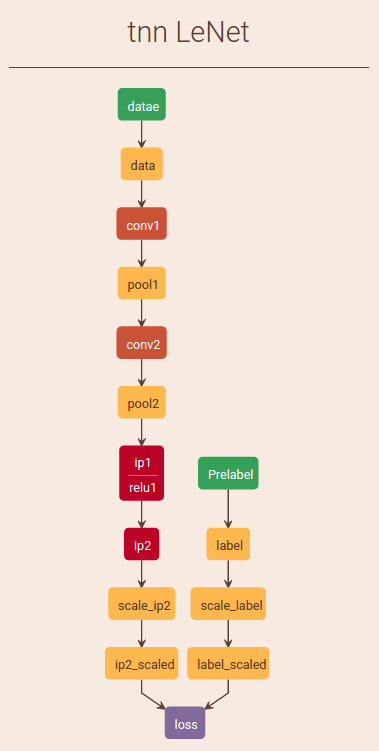 tnn LeNet
datae
data
conv1
pool1
conv2
pool2
ip1
relu1
Prelabel
ip2
label
scale_ip2
scale_label
ip2_scaled
label_scaled
loss